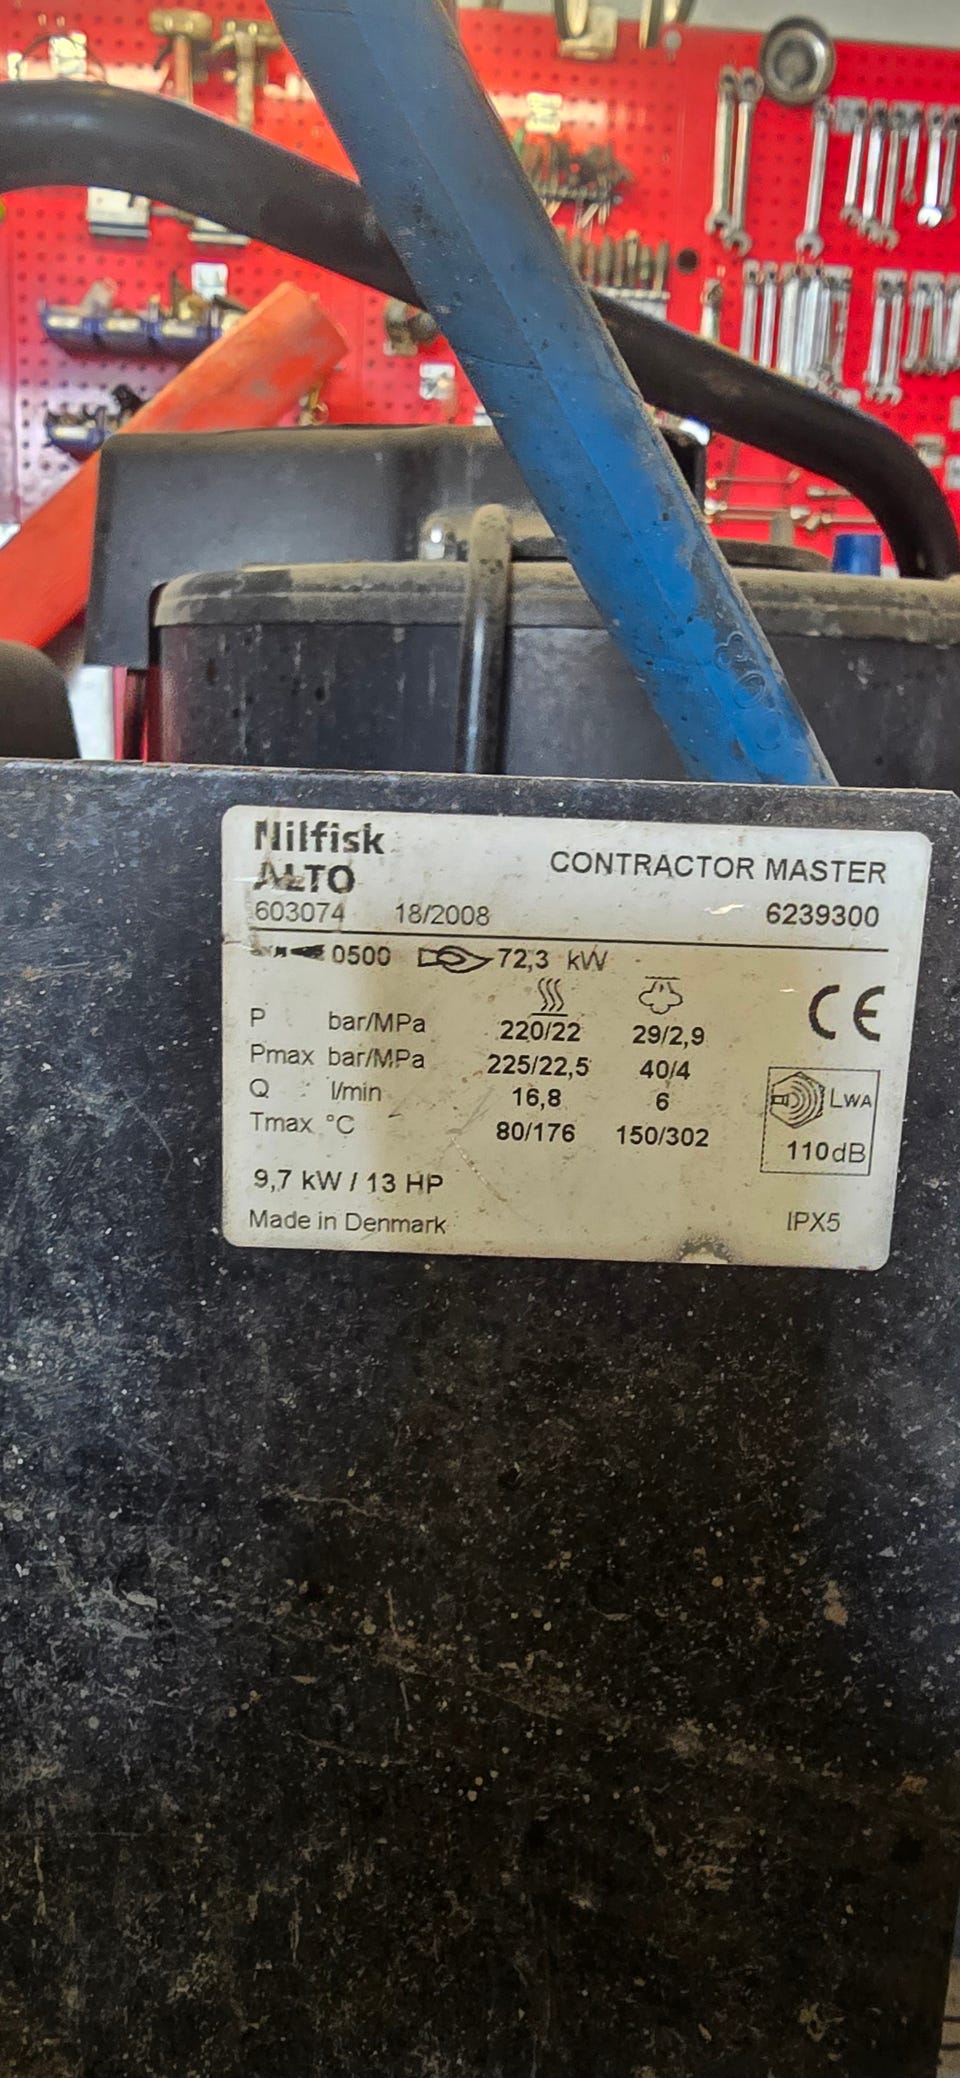 Nilfisk
ALTO
CONTRACTOR MASTER
603074 18/2008 6239300
0500 72,3 kW
P bar/MPa 220/22 29/2,9
Pmax bar/MPa 225/22,5 40/4
Q l/min 16,8 6
Tmax °C 80/176 150/302
CE
LWA
110dB
9,7 kW / 13 HP
Made in Denmark IPX5